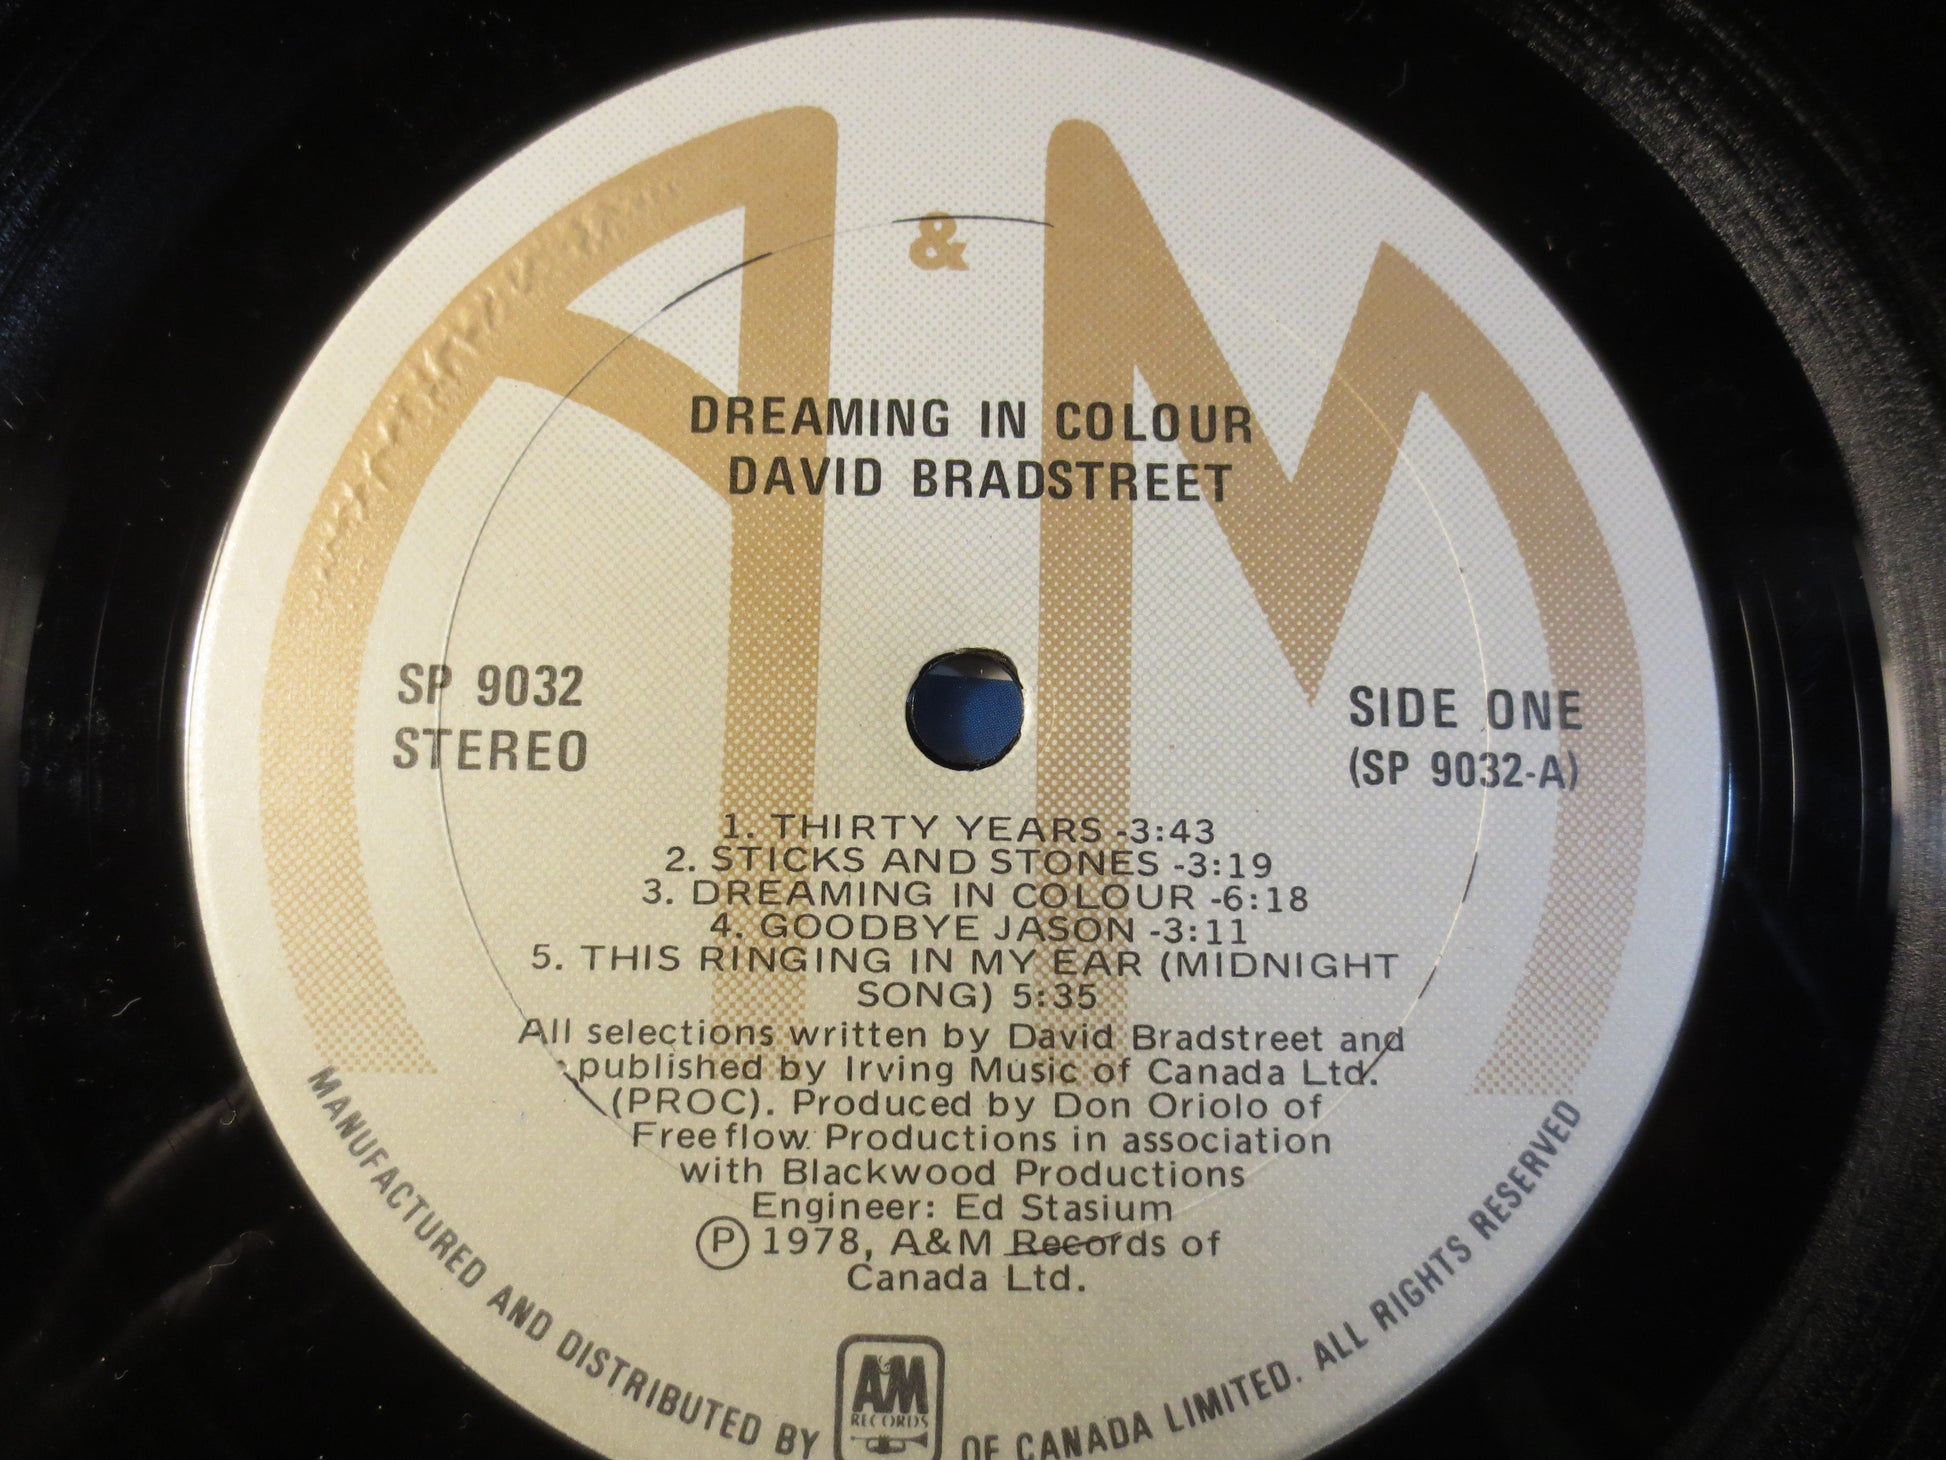 A & M
DREAMING IN COLOUR
DAVID BRADSTREET
SP 9032
STEREO
SIDE ONE
(SP 9032-A)
1. THIRTY YEARS -3:43
2. STICKS AND STONES -3:19
3. DREAMING IN COLOUR -6:18
4. GOODBYE JASON -3:11
5. THIS RINGING IN MY EAR (MIDNIGHT
SONG) 5:35
All selections written by David Bradstreet and
published by Irving Music of Canada Ltd.
(PROC). Produced by Don Oriolo of
Freeflow Productions in association
with Blackwood Productions
Engineer: Ed Stasium
Ⓟ 1978, A&M Records of
Canada Ltd.
MANUFACTURED AND DISTRIBUTED BY A&M RECORDS OF CANADA LIMITED. ALL RIGHTS RESERVED